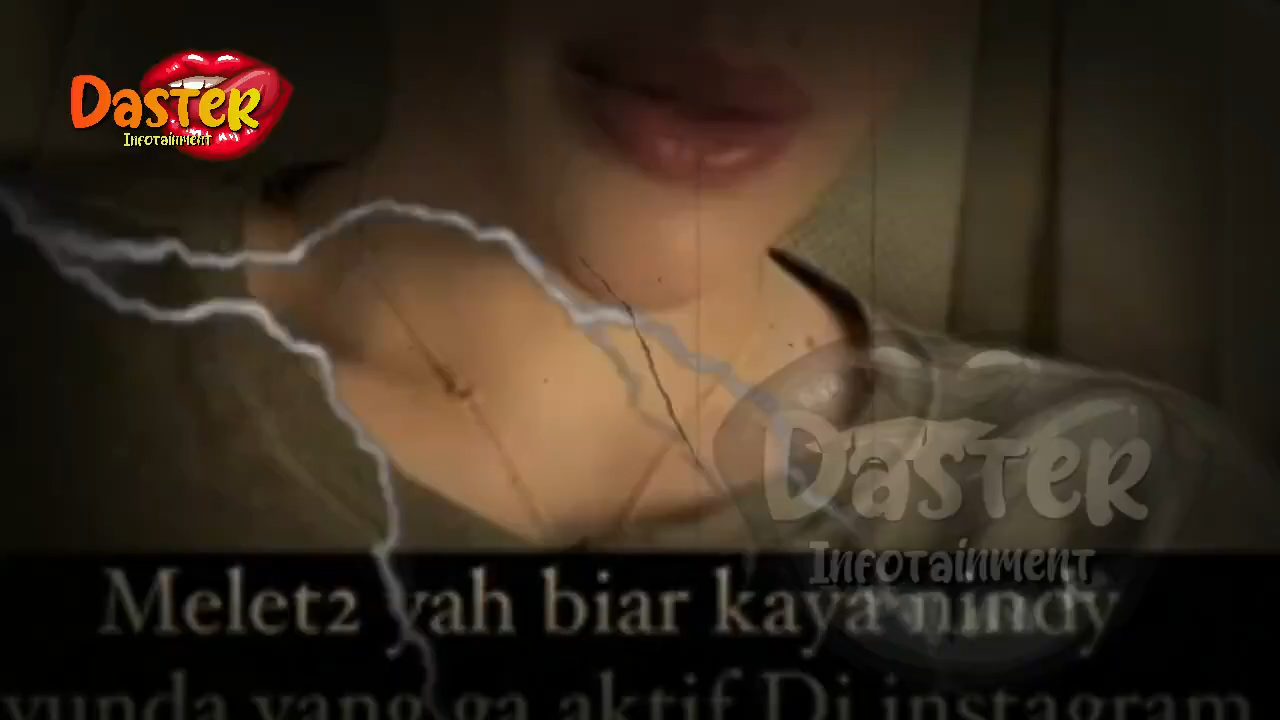 Daster
Infotainment
Daster
Infotainment
Melet2 yah biar kaya nindy
yunda yang ga aktif Di instagram